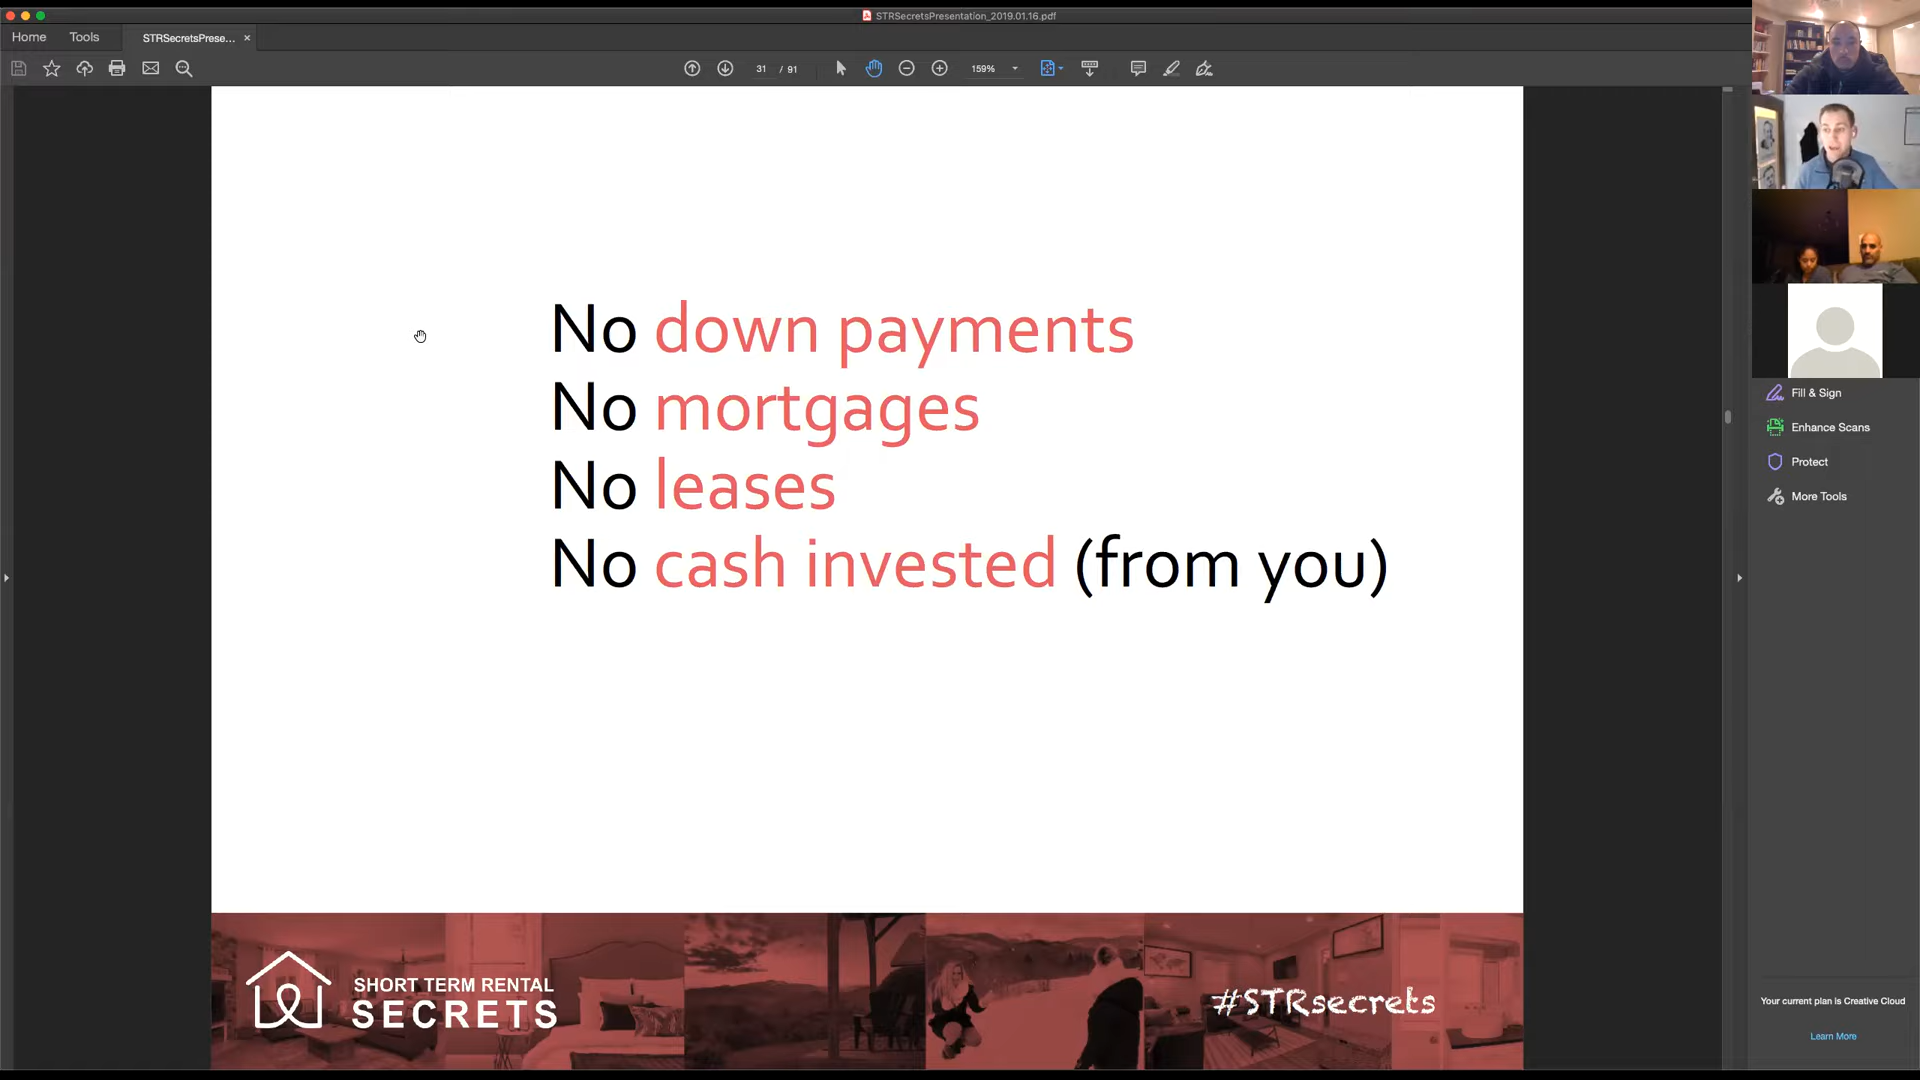 STRSecretsPresentation_2019.01.16.pdf
Home Tools STRSecretsPrese... ×
31 / 91 159%
No down payments
No mortgages
No leases
No cash invested (from you)
SHORT TERM RENTAL
SECRETS
#STRsecrets
Fill & Sign
Enhance Scans
Protect
More Tools
Your current plan is Creative Cloud
Learn More